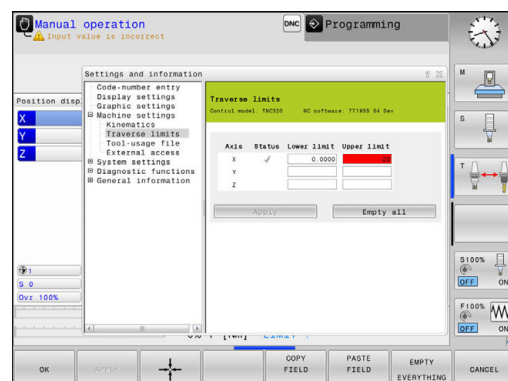 Manual operation
DNC
Programming
Input value is incorrect
Settings and information
Position disp
X
Y
Z
Code-number entry
Display settings
Graphic settings
Machine settings
Kinematics
Traverse limits
Tool-usage file
External access
System settings
Diagnostic functions
General information
Traverse limits
Control model: TNC320 NC software: 771855 04 Dev
Axis Status Lower limit Upper limit
X 0.0000
Y
Z
Apply
Empty all
M
S
T
1
S 0
Ovr 100%
S100%
OFF ON
F100%
OFF ON
OK
APPLY
COPY FIELD
PASTE FIELD
EMPTY EVERYTHING
CANCEL